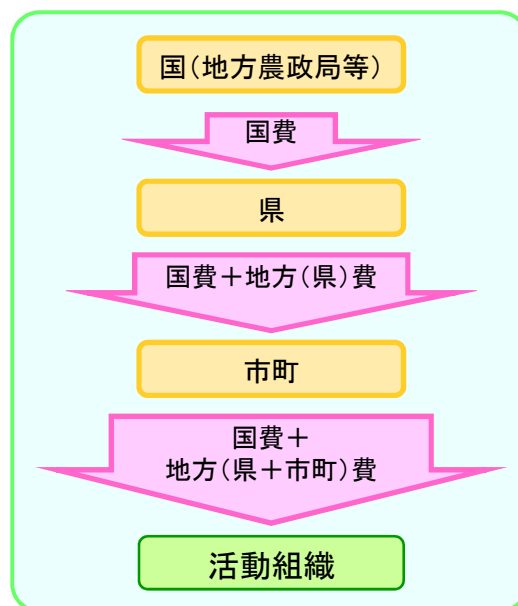 国(地方農政局等)
国費
県
国費+地方(県)費
市町
国費+
地方(県+市町)費
活動組織